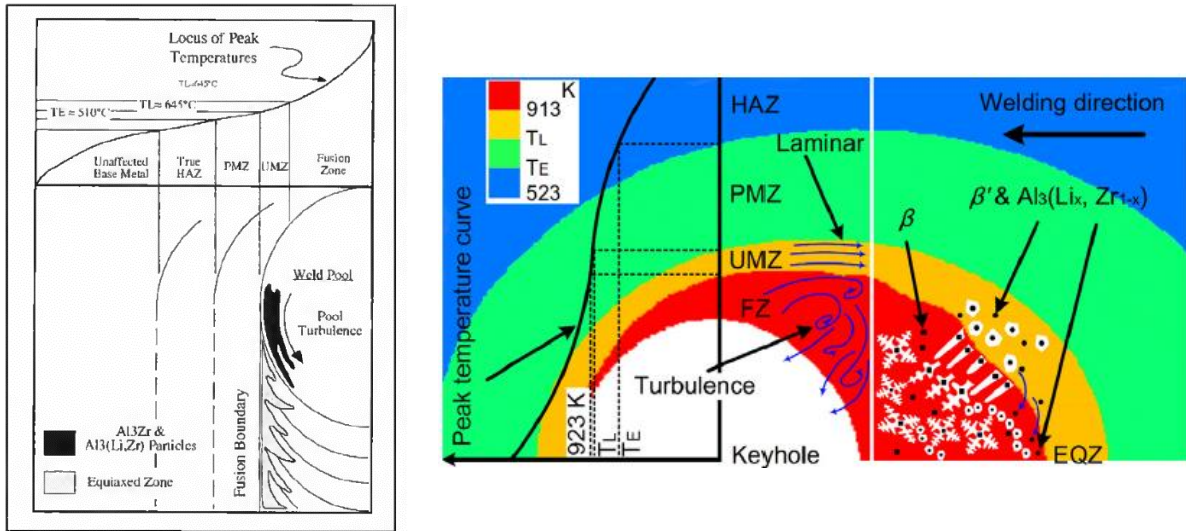 Locus of Peak
Temperatures
TL≈645°C
TL≈ 645°C
TE ≈ 510°C
Unaffected
Base Metal
True
HAZ
PMZ
UMZ
Fusion
Zone
Weld Pool
Pool
Turbulence
Fusion Boundary
Al3Zr &
Al3(Li,Zr) Particles
Equiaxed Zone
Peak temperature curve
K
913
TL
TE
523
HAZ
Welding direction
Laminar
PMZ
β
β′ & Al3(Lix, Zr1-x)
UMZ
FZ
Turbulence
923 K
TL
TE
Keyhole
EQZ